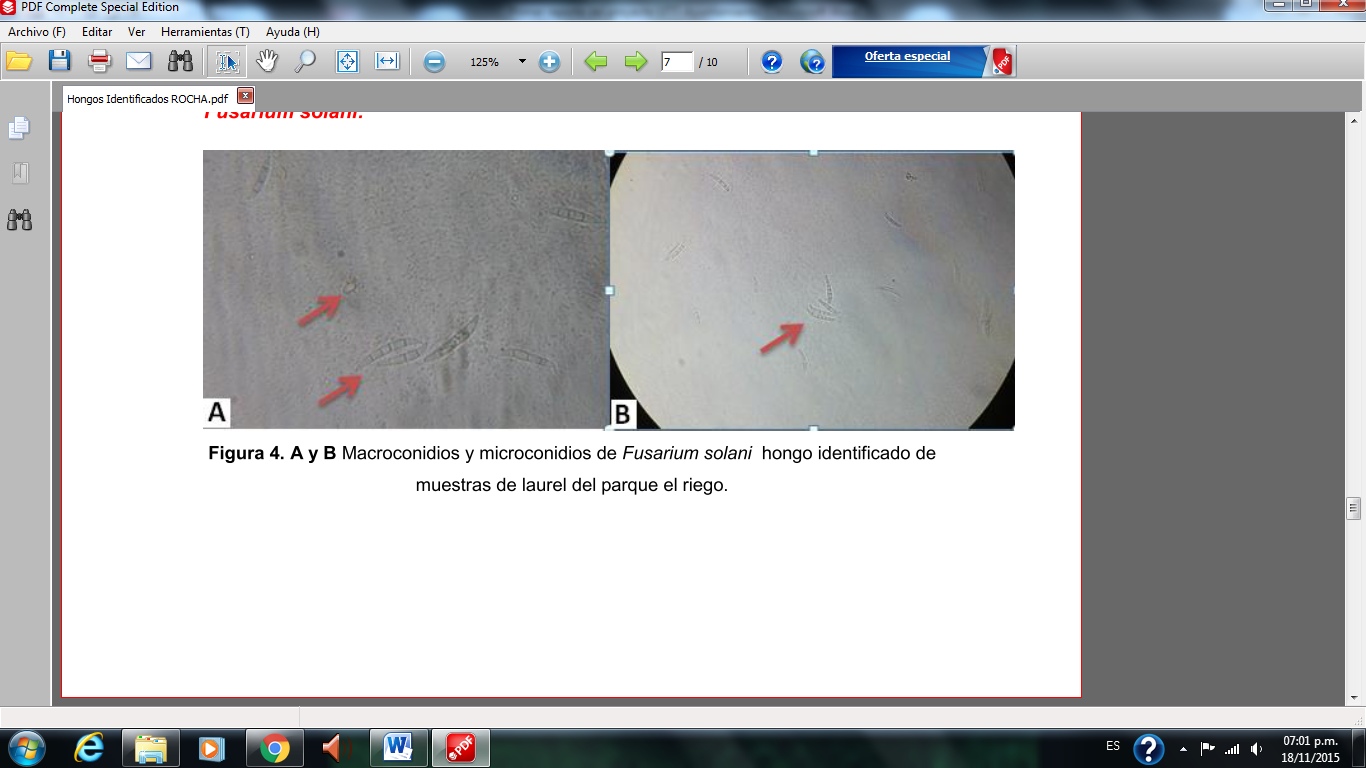 PDF Complete Special Edition
Archivo (F) Editar Ver Herramientas (T) Ayuda (H)
125% 7 / 10 Oferta especial
Hongos Identificados ROCHA.pdf
Fusarium solani.
A B
Figura 4. A y B Macroconidios y microconidios de Fusarium solani hongo identificado de
muestras de laurel del parque el riego.
ES 07:01 p.m.
18/11/2015